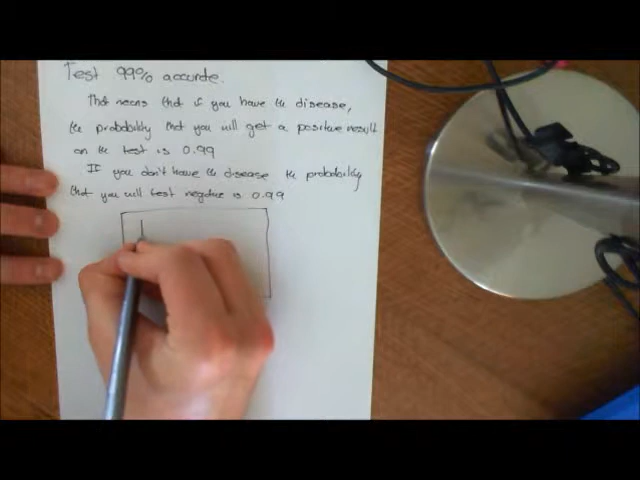 Test 99% accurate.
That means that if you have the disease,
the probability that you will get a positive result
on the test is 0.99
If you don't have the disease the probability
that you will test negative is 0.99